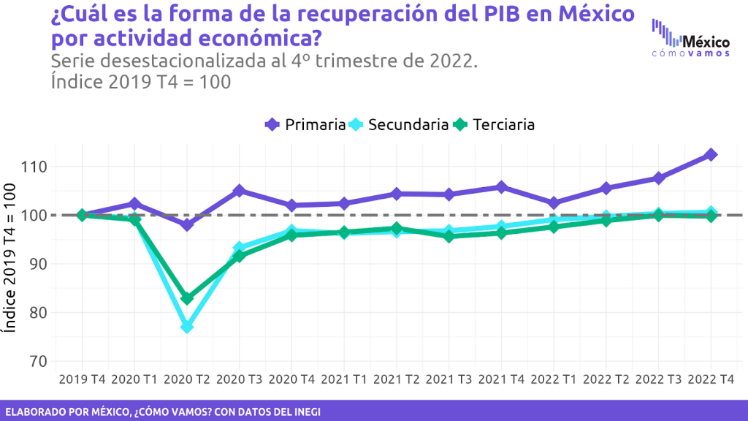 ¿Cuál es la forma de la recuperación del PIB en México
por actividad económica?
Serie desestacionalizada al 4º trimestre de 2022.
Índice 2019 T4 = 100
México
cómovamos
Primaria Secundaria Terciaria
Índice 2019 T4 = 100
110
100
90
80
70
2019 T4 2020 T1 2020 T2 2020 T3 2020 T4 2021 T1 2021 T2 2021 T3 2021 T4 2022 T1 2022 T2 2022 T3 2022 T4
ELABORADO POR MÉXICO, ¿CÓMO VAMOS? CON DATOS DEL INEGI